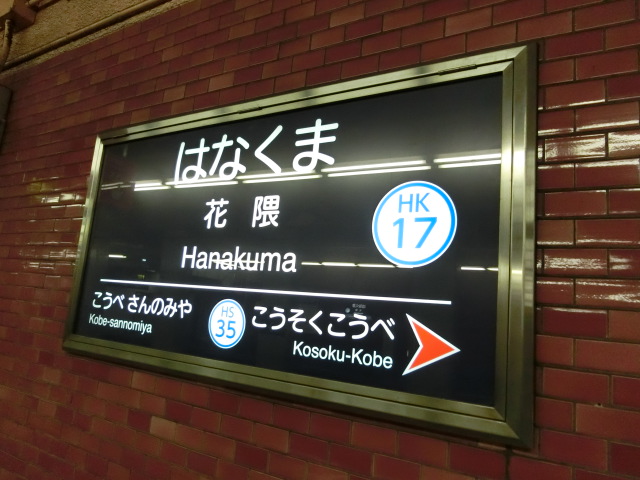 はなくま
花隈
Hanakuma
HK
17
こうべ さんのみや
Kobe-sannomiya
HS
35
こうそくこうべ
Kosoku-Kobe